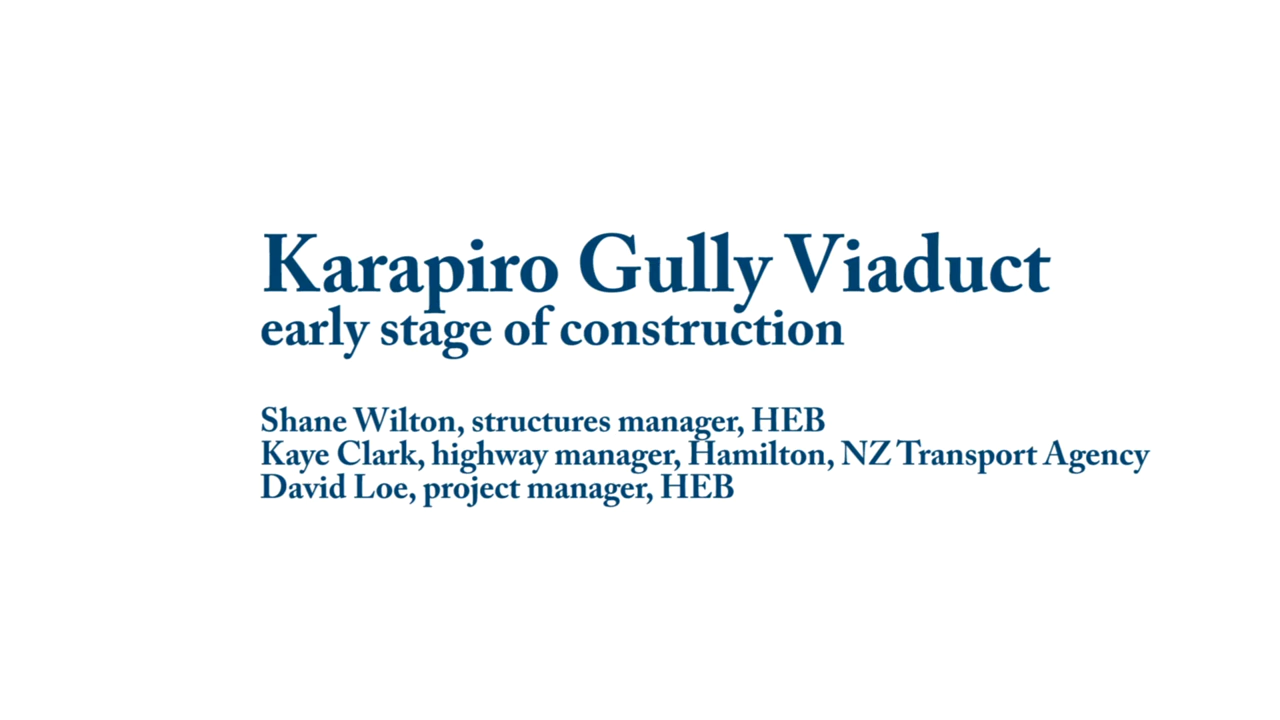 Karapiro Gully Viaduct
early stage of construction
Shane Wilton, structures manager, HEB
Kaye Clark, highway manager, Hamilton, NZ Transport Agency
David Loe, project manager, HEB